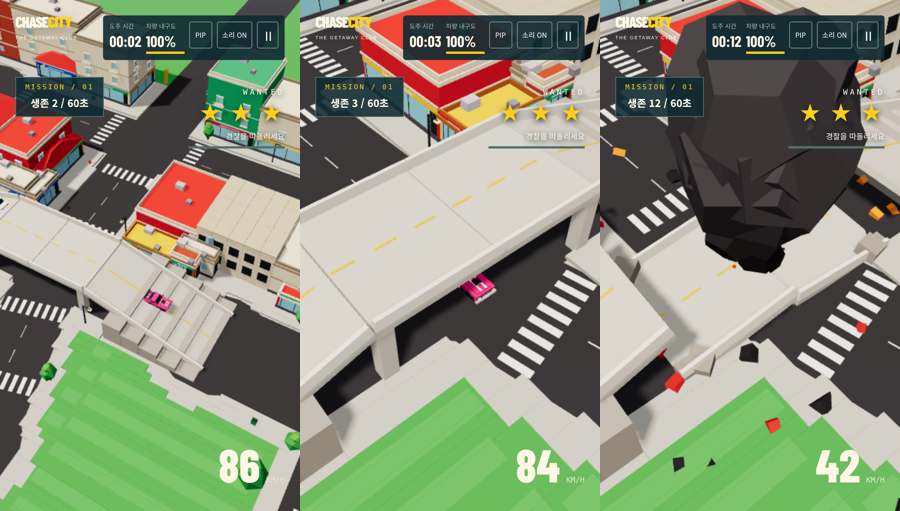 CHASECITY
THE GETAWAY CLUB
도주 시간
00:02
차량 내구도
100%
PIP
소리 ON
MISSION / 01
생존 2 / 60초
WANTED
경찰을 따돌리세요
86
KM/H
CHASECITY
THE GETAWAY CLUB
도주 시간
00:03
차량 내구도
100%
PIP
소리 ON
MISSION / 01
생존 3 / 60초
WANTED
경찰을 따돌리세요
84 KM/H
CHASECITY
THE GETAWAY CLUB
도주 시간
00:12
차량 내구도
100%
PIP
소리 ON
MISSION / 01
생존 12 / 60초
WANTED
경찰을 따돌리세요
42 KM/H